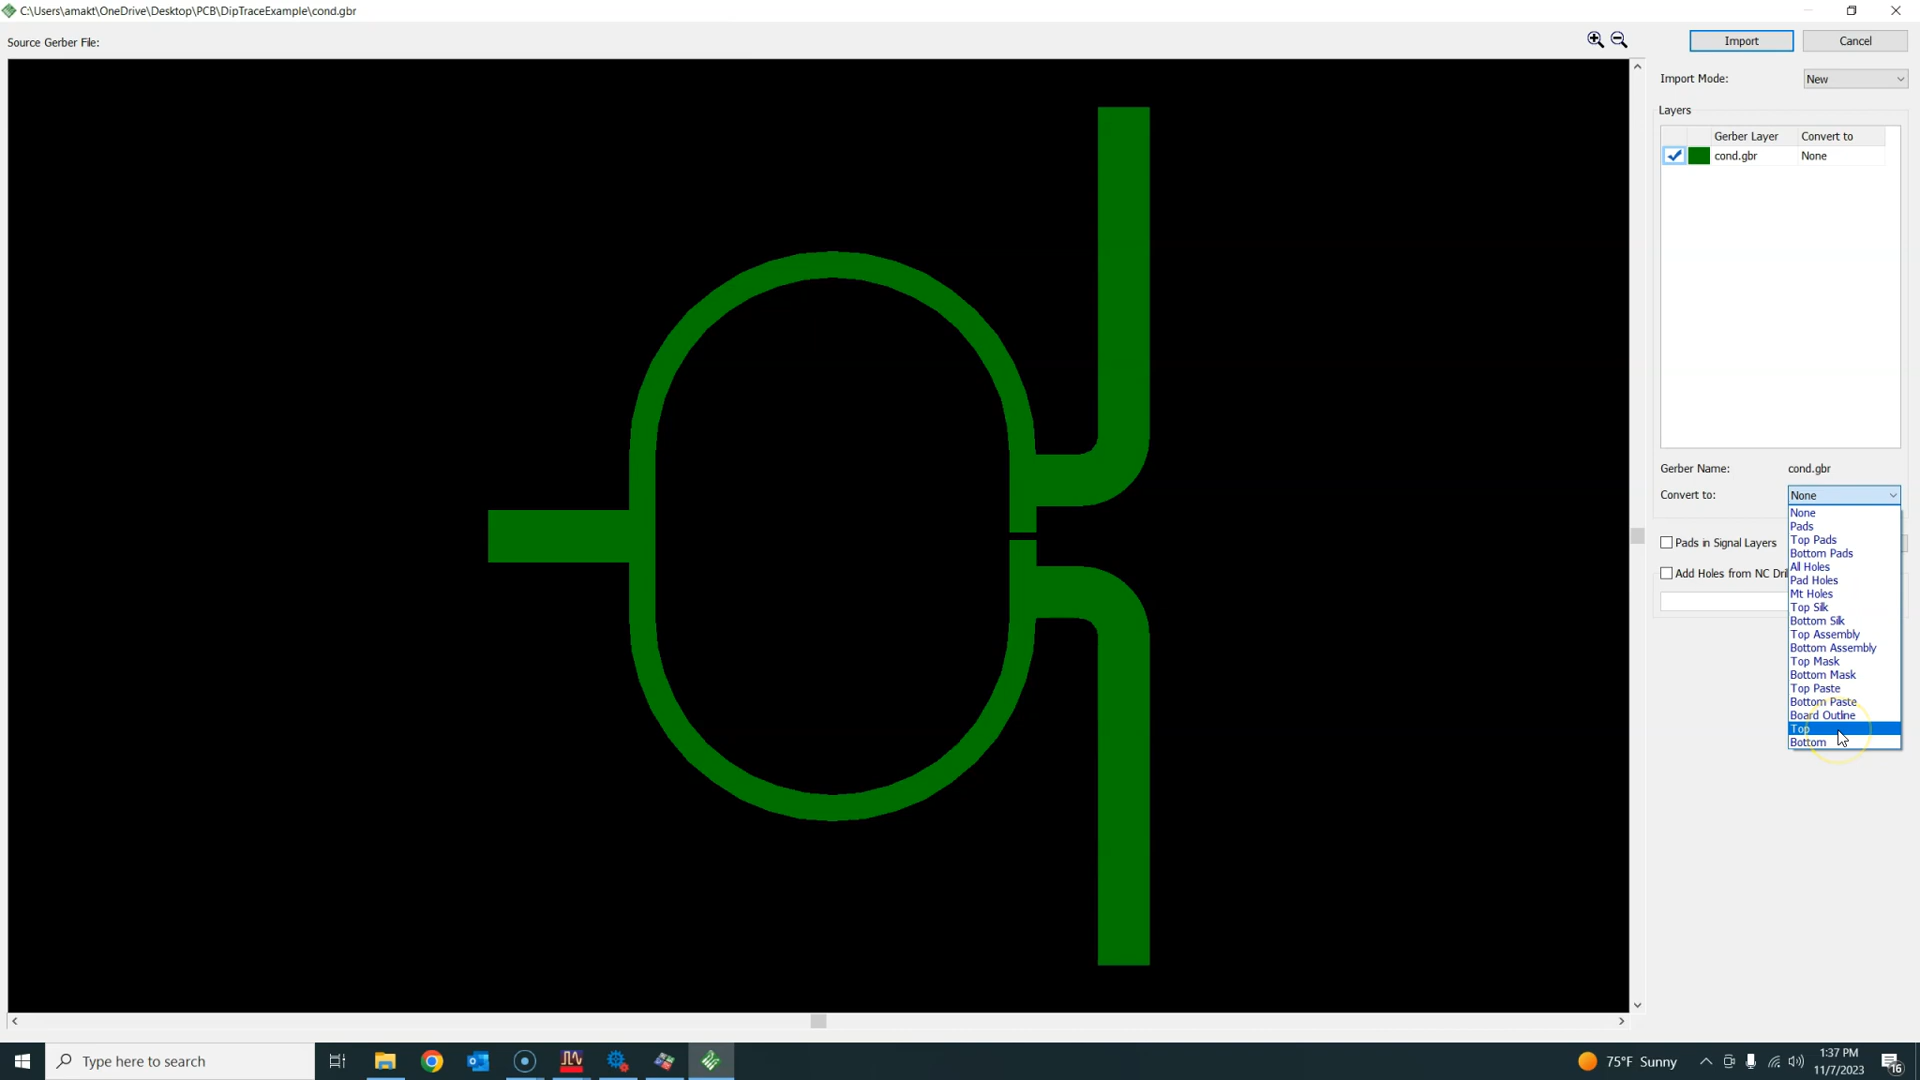 C:\Users\amakt\OneDrive\Desktop\PCB\DipTraceExample\cond.gbr
Source Gerber File:
Import
Cancel
Import Mode:
New
Layers
Gerber Layer
Convert to
cond.gbr
None
Gerber Name:
cond.gbr
Convert to:
None
None
Pads
Top Pads
Bottom Pads
All Holes
Pad Holes
Mt Holes
Top Silk
Bottom Silk
Top Assembly
Bottom Assembly
Top Mask
Bottom Mask
Top Paste
Bottom Paste
Board Outline
Top
Bottom
Pads in Signal Layers
Add Holes from NC Dril
Type here to search
75°F Sunny
1:37 PM
11/7/2023
16